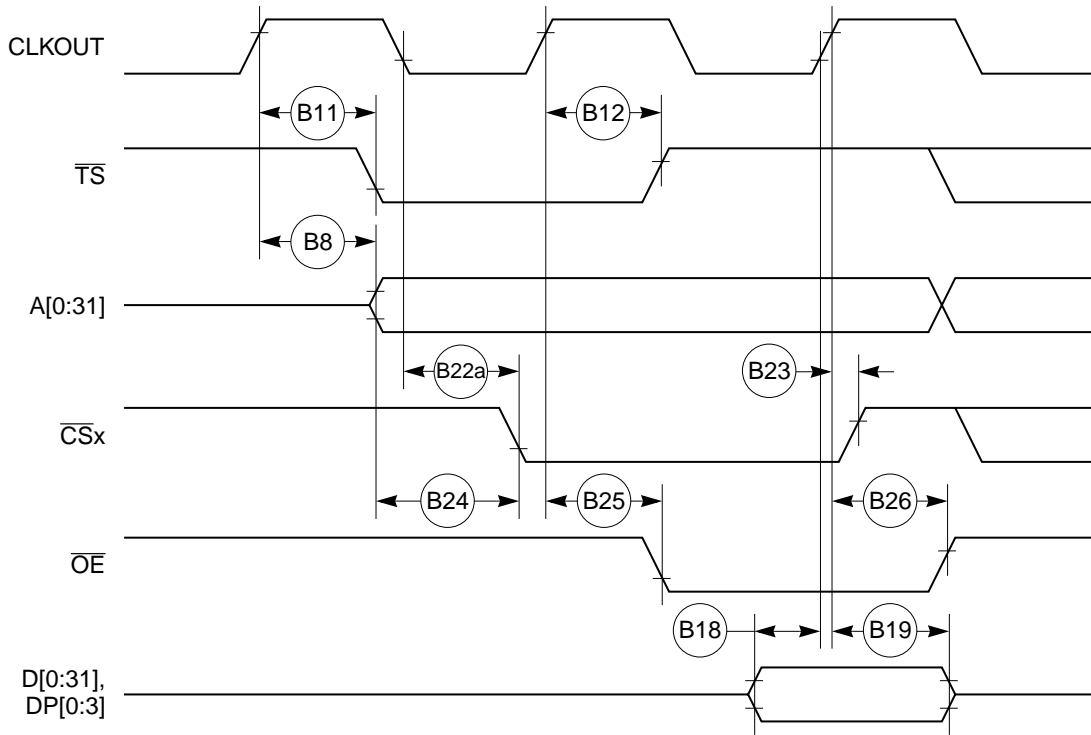 CLKOUT
B11
B12
TS
B8
A[0:31]
B22a
B23
CSx
B24
B25
B26
OE
B18
B19
D[0:31],
DP[0:3]